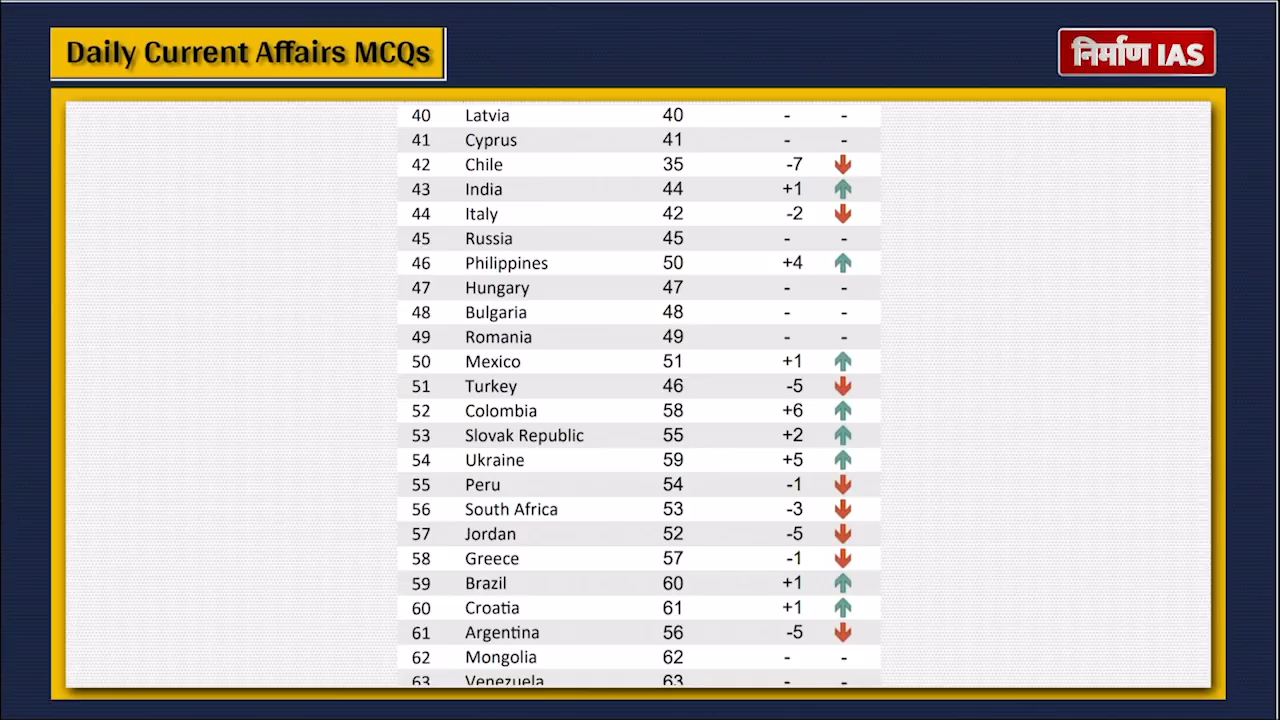 Daily Current Affairs MCQs
निर्माण IAS
40 Latvia 40 - -
41 Cyprus 41 - -
42 Chile 35 -7
43 India 44 +1
44 Italy 42 -2
45 Russia 45 - -
46 Philippines 50 +4
47 Hungary 47 - -
48 Bulgaria 48 - -
49 Romania 49 - -
50 Mexico 51 +1
51 Turkey 46 -5
52 Colombia 58 +6
53 Slovak Republic 55 +2
54 Ukraine 59 +5
55 Peru 54 -1
56 South Africa 53 -3
57 Jordan 52 -5
58 Greece 57 -1
59 Brazil 60 +1
60 Croatia 61 +1
61 Argentina 56 -5
62 Mongolia 62 - -
63 Venezuela 63 - -